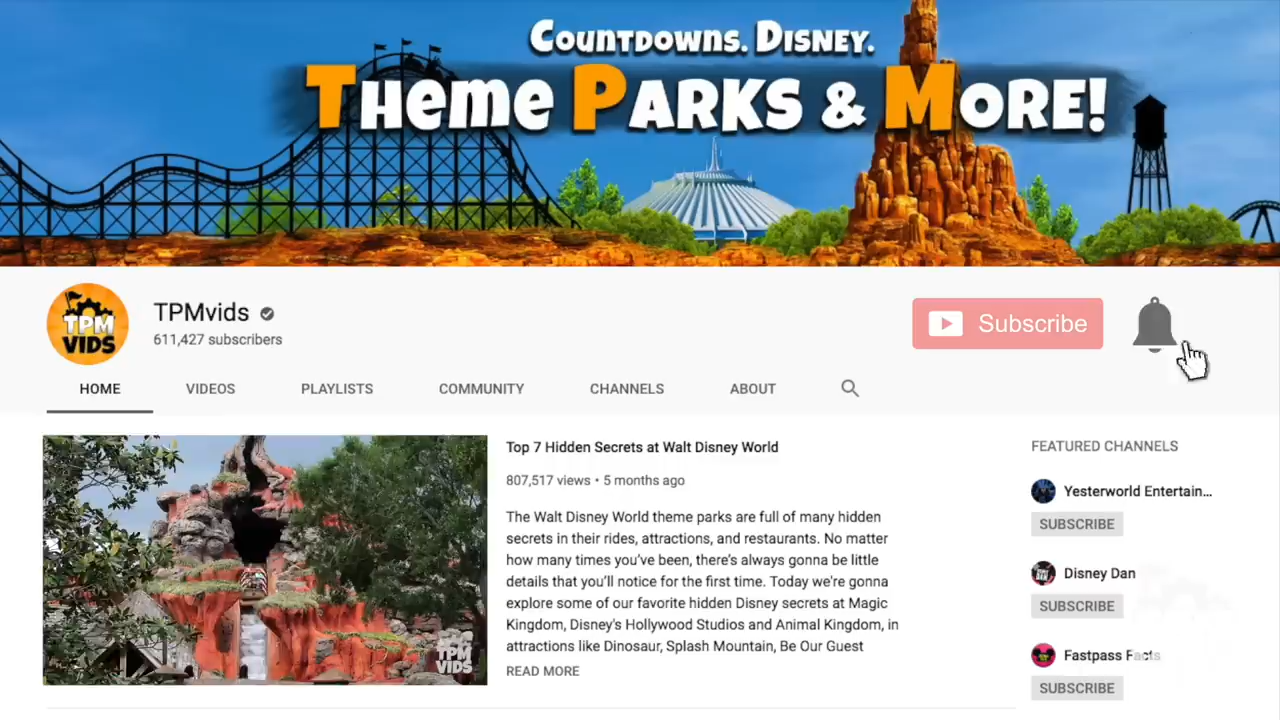 COUNTDOWNS. DISNEY.
THEME PARKS & MORE!
TPM
VIDS
TPMvids
611,427 subscribers
Subscribe
HOME
VIDEOS
PLAYLISTS
COMMUNITY
CHANNELS
ABOUT
Top 7 Hidden Secrets at Walt Disney World
807,517 views • 5 months ago
The Walt Disney World theme parks are full of many hidden
secrets in their rides, attractions, and restaurants. No matter
how many times you've been, there's always gonna be little
details that you'll notice for the first time. Today we're gonna
explore some of our favorite hidden Disney secrets at Magic
Kingdom, Disney's Hollywood Studios and Animal Kingdom, in
attractions like Dinosaur, Splash Mountain, Be Our Guest
READ MORE
TPM
VIDS
FEATURED CHANNELS
Yesterworld Entertain...
SUBSCRIBE
Disney Dan
SUBSCRIBE
Fastpass Facts
SUBSCRIBE